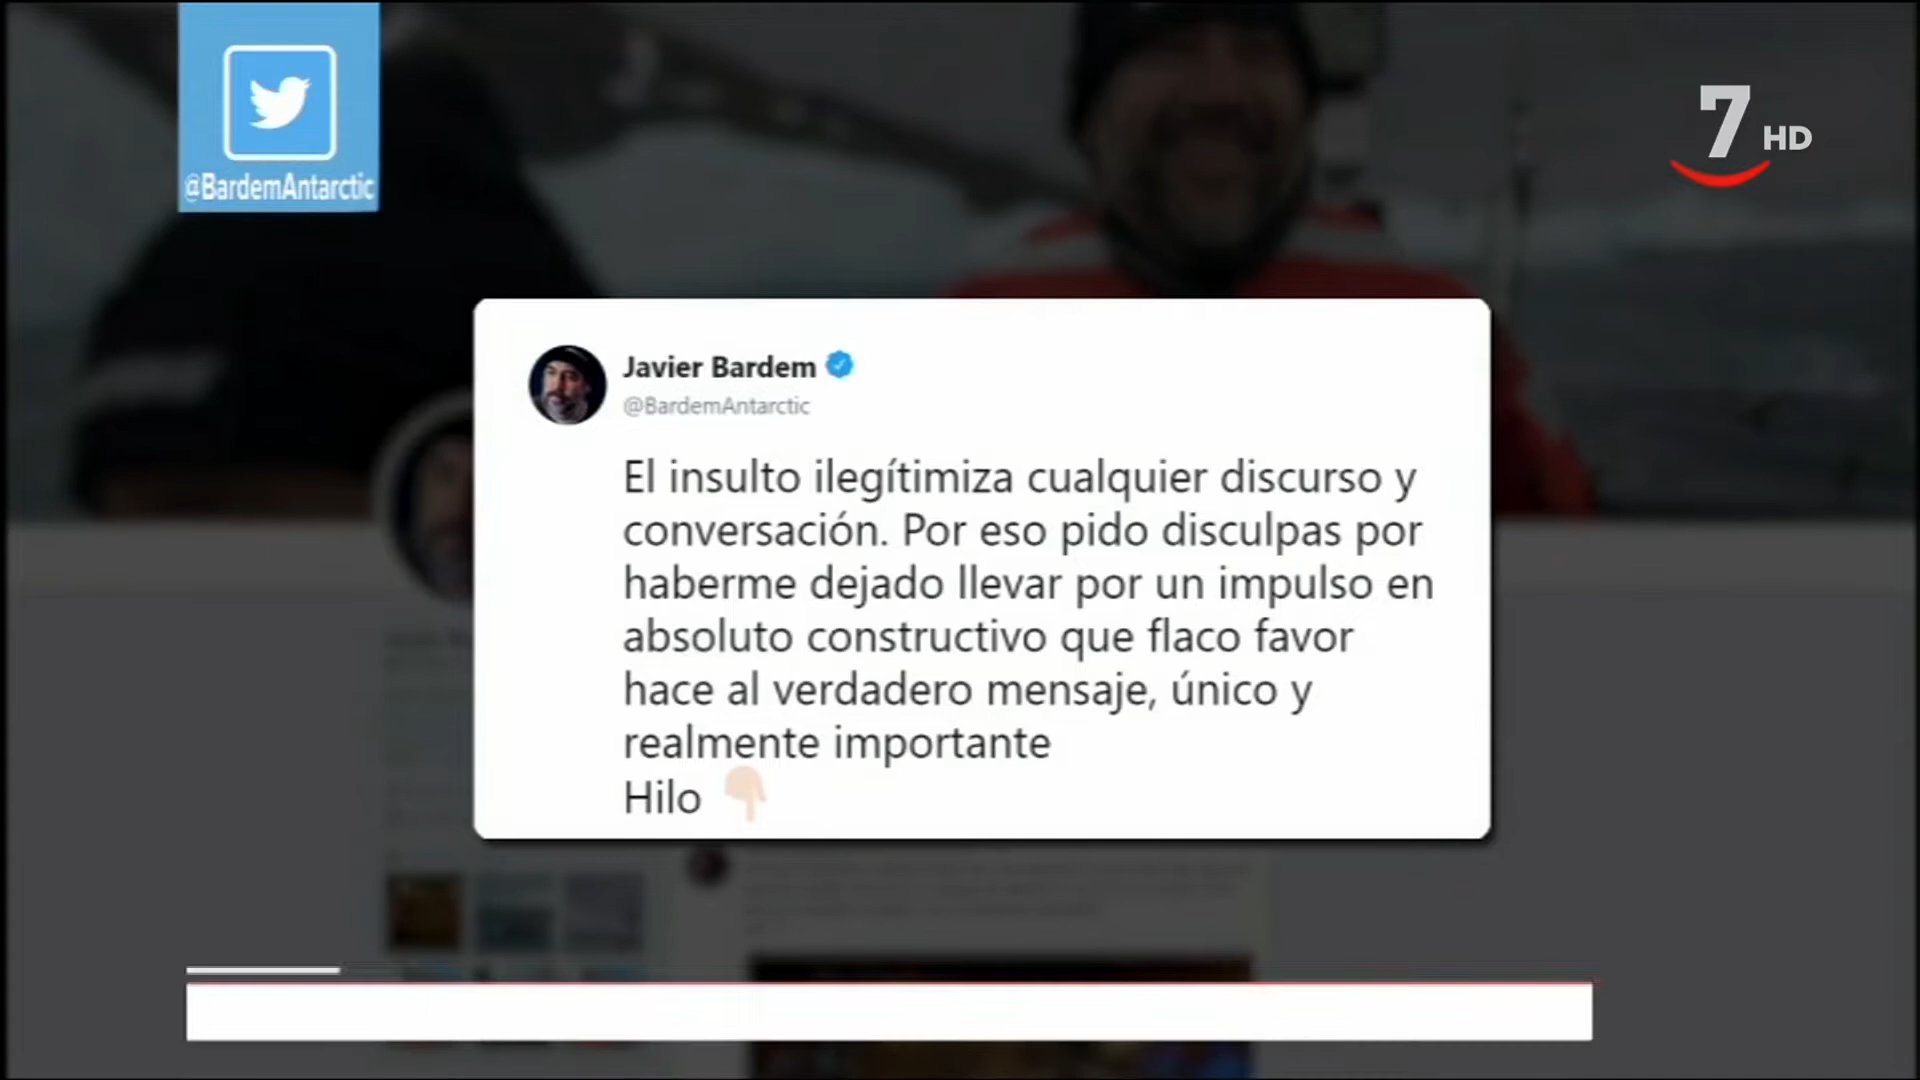 @BardemAntarctic
7 HD
Javier Bardem
@BardemAntarctic
El insulto ilegítimiza cualquier discurso y
conversación. Por eso pido disculpas por
haberme dejado llevar por un impulso en
absoluto constructivo que flaco favor
hace al verdadero mensaje, único y
realmente importante
Hilo 👇🏻